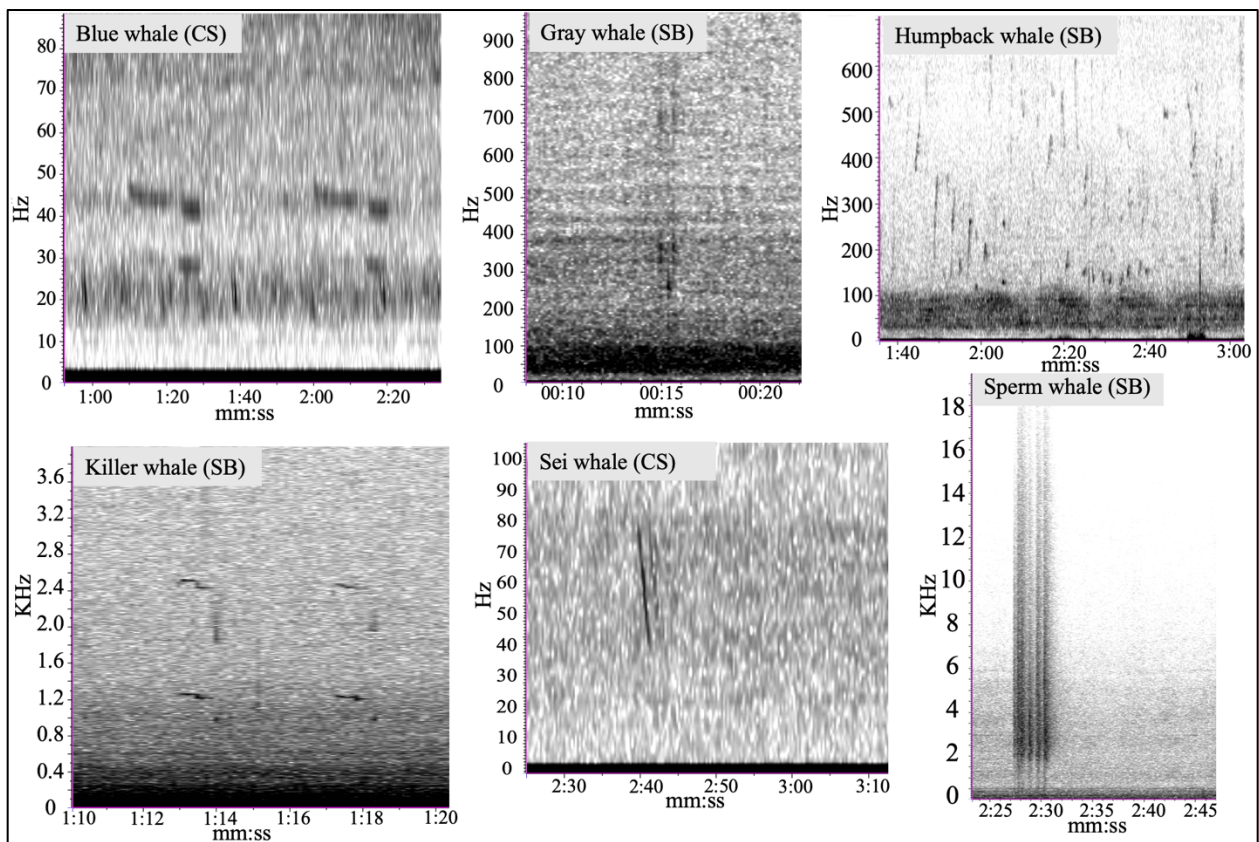 Blue whale (CS)
80
70
60
50
40
30
20
10
0
Hz
1:00 1:20 1:40 2:00 2:20
mm:ss
Gray whale (SB)
900
800
700
600
500
400
300
200
100
0
Hz
00:10 00:15 00:20
mm:ss
Humpback whale (SB)
600
500
400
300
200
100
0
Hz
1:40 2:00 2:20 2:40 3:00
mm:ss
Killer whale (SB)
3.6
3.2
2.8
2.4
2.0
1.6
1.2
0.8
0.4
0
KHz
1:10 1:12 1:14 1:16 1:18 1:20
mm:ss
Sei whale (CS)
100
90
80
70
60
50
40
30
20
10
0
Hz
2:30 2:40 2:50 3:00 3:10
mm:ss
Sperm whale (SB)
18
16
14
12
10
8
6
4
2
0
KHz
2:25 2:30 2:35 2:40 2:45
mm:ss